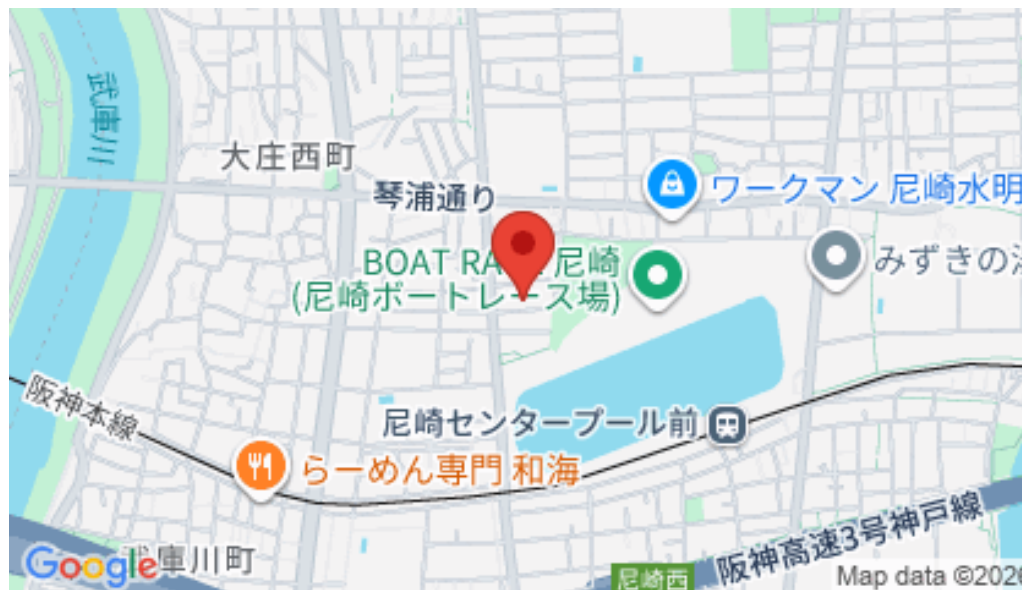 武庫川
大庄西町
琴浦通り
ワークマン 尼崎水明
BOAT 尼崎
(尼崎ボートレース場)
みずきの
阪神本線
尼崎センタープール前
らーめん専門 和海
阪神高速3号神戸線
Google
庫川町
尼崎西
Map data ©2026